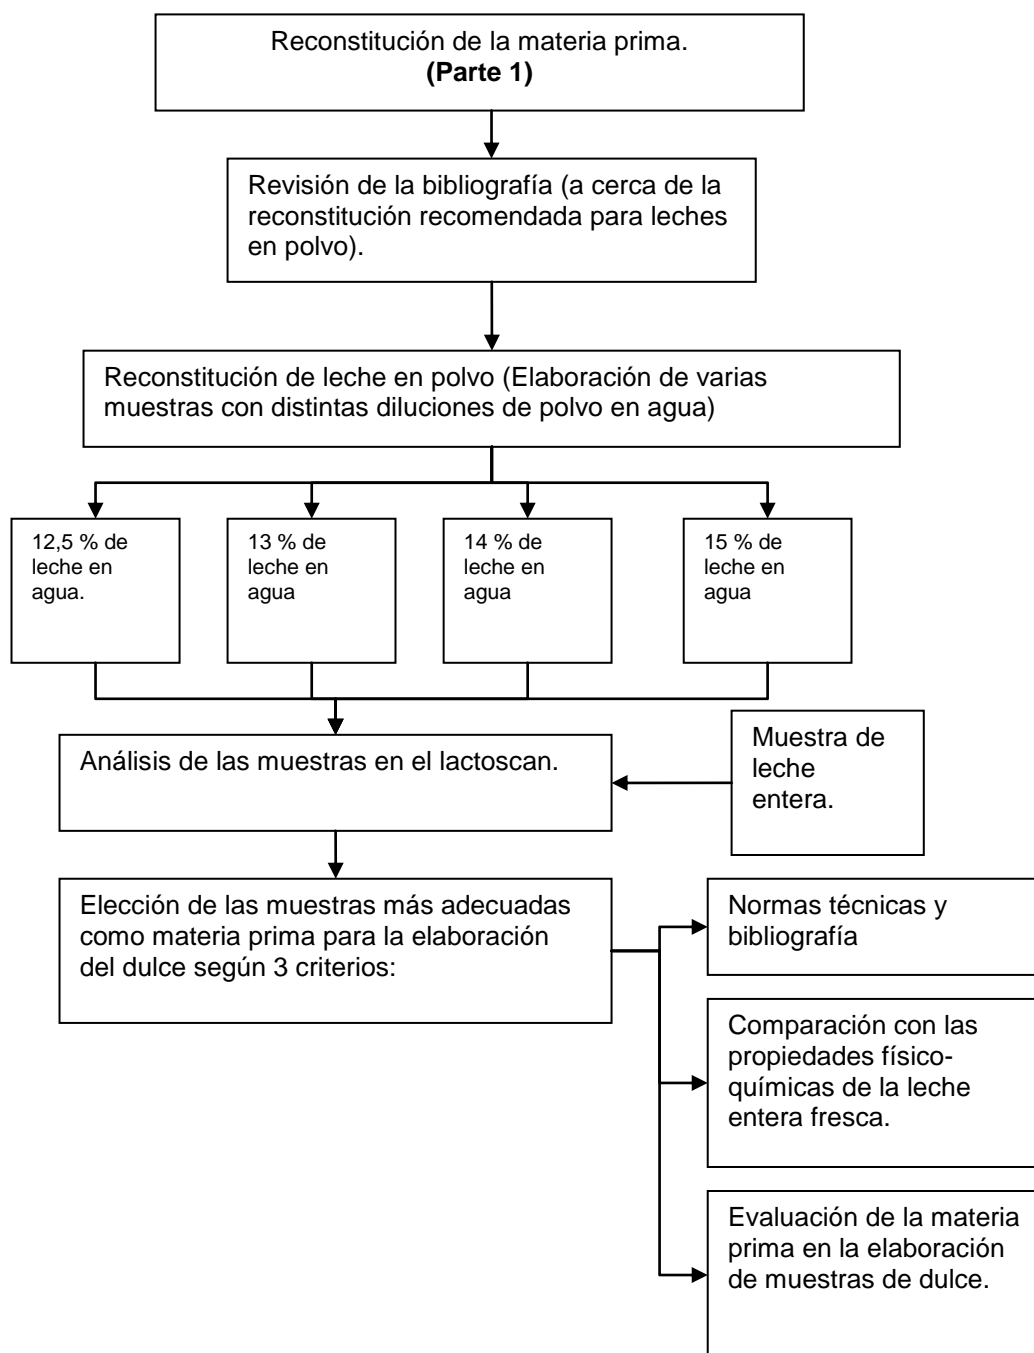 Reconstitución de la materia prima.
(Parte 1)
Revisión de la bibliografía (a cerca de la
reconstitución recomendada para leches
en polvo).
Reconstitución de leche en polvo (Elaboración de varias
muestras con distintas diluciones de polvo en agua)
12,5 % de
leche en
agua.
13 % de
leche en
agua
14 % de
leche en
agua
15 % de
leche en
agua
Análisis de las muestras en el lactoscan.
Muestra de
leche
entera.
Elección de las muestras más adecuadas
como materia prima para la elaboración
del dulce según 3 criterios:
Normas técnicas y
bibliografía
Comparación con las
propiedades físico-
químicas de la leche
entera fresca.
Evaluación de la materia
prima en la elaboración
de muestras de dulce.